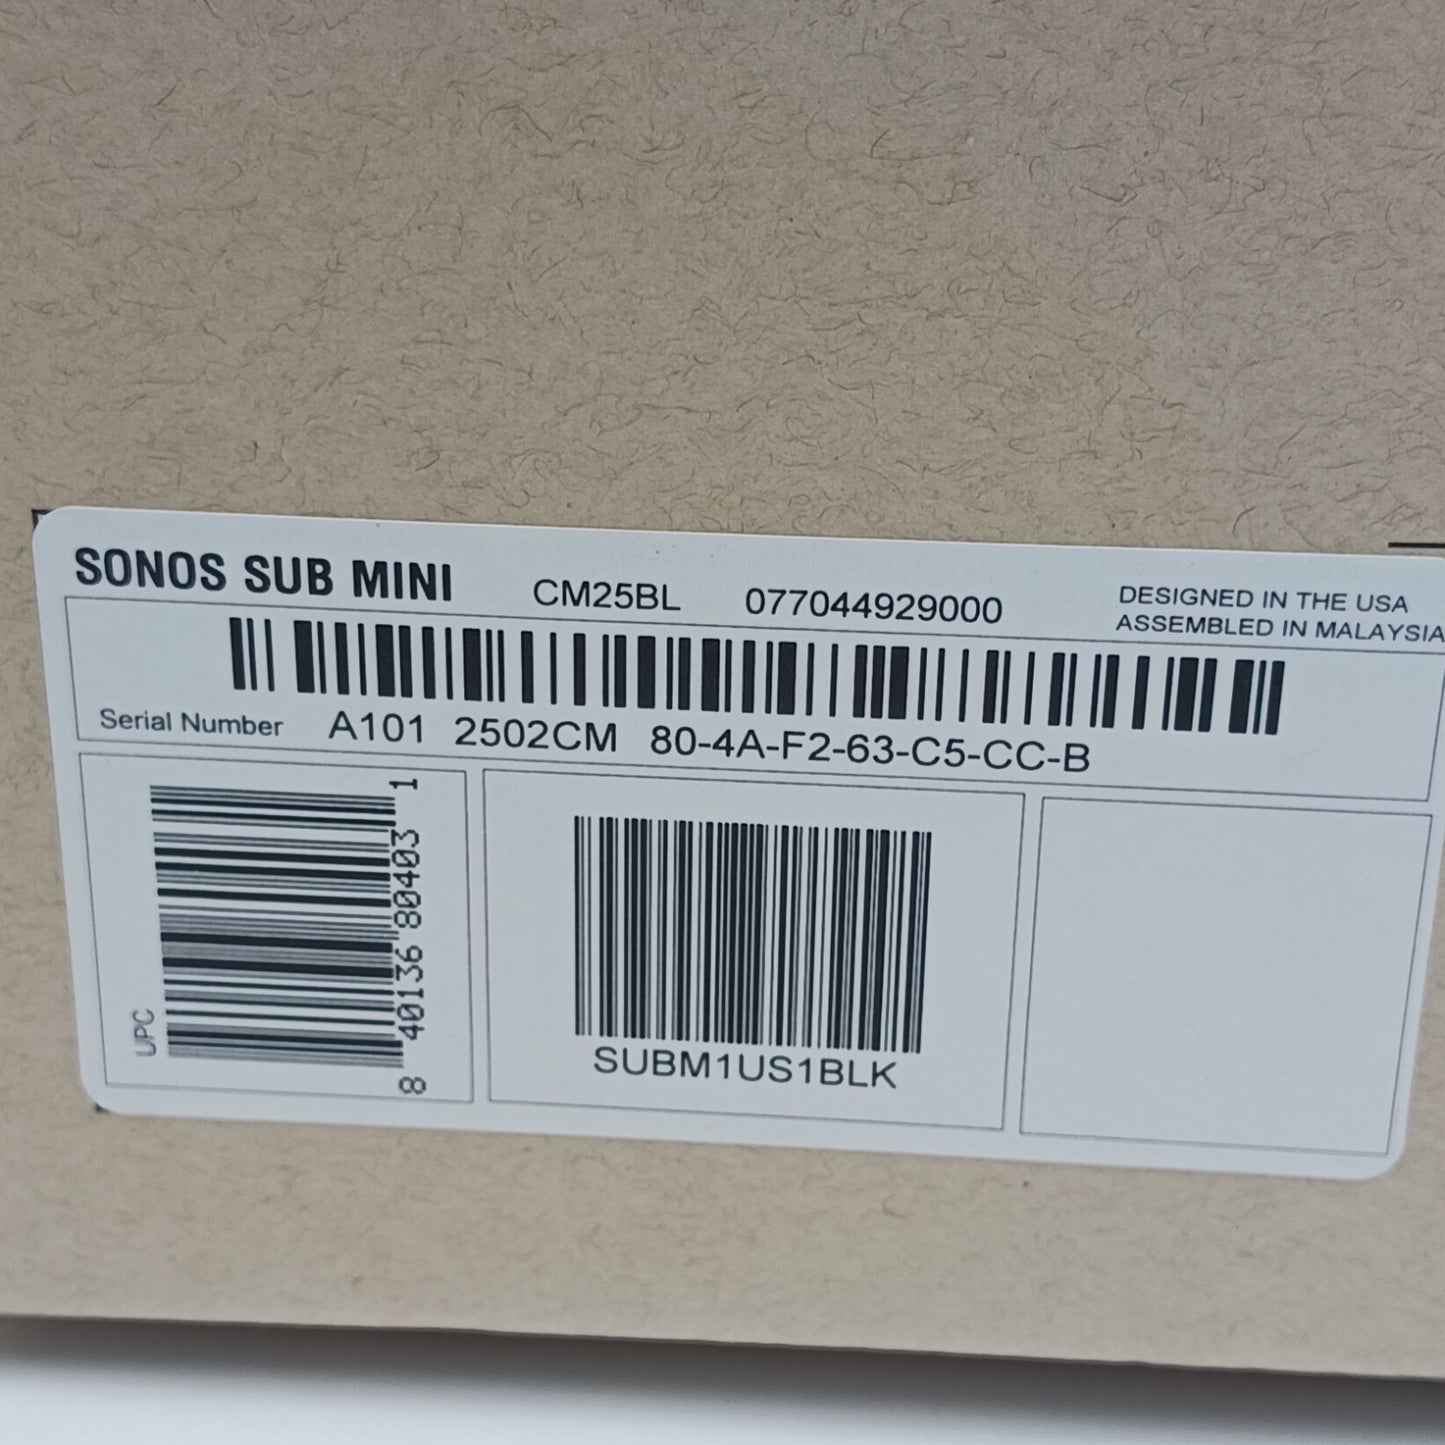 SONOS SUB MINI CM25BL 077044929000
DESIGNED IN THE USA
ASSEMBLED IN MALAYSIA
Serial Number A101 2502CM 80-4A-F2-63-C5-CC-B
UPC
8 40136 80403 1
SUBM1US1BLK